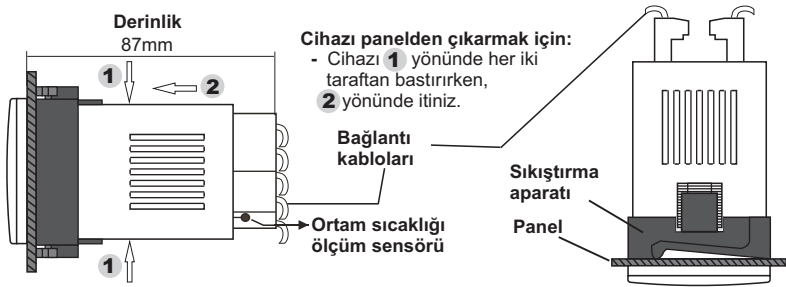 Derinlik
87mm
1
2
1
Cihazı panelden çıkarmak için:
- Cihazı 1 yönünde her iki
taraftan bastırırken,
2 yönünde itiniz.
Bağlantı
kabloları
Ortam sıcaklığı
ölçüm sensörü
Sıkıştırma
aparatı
Panel